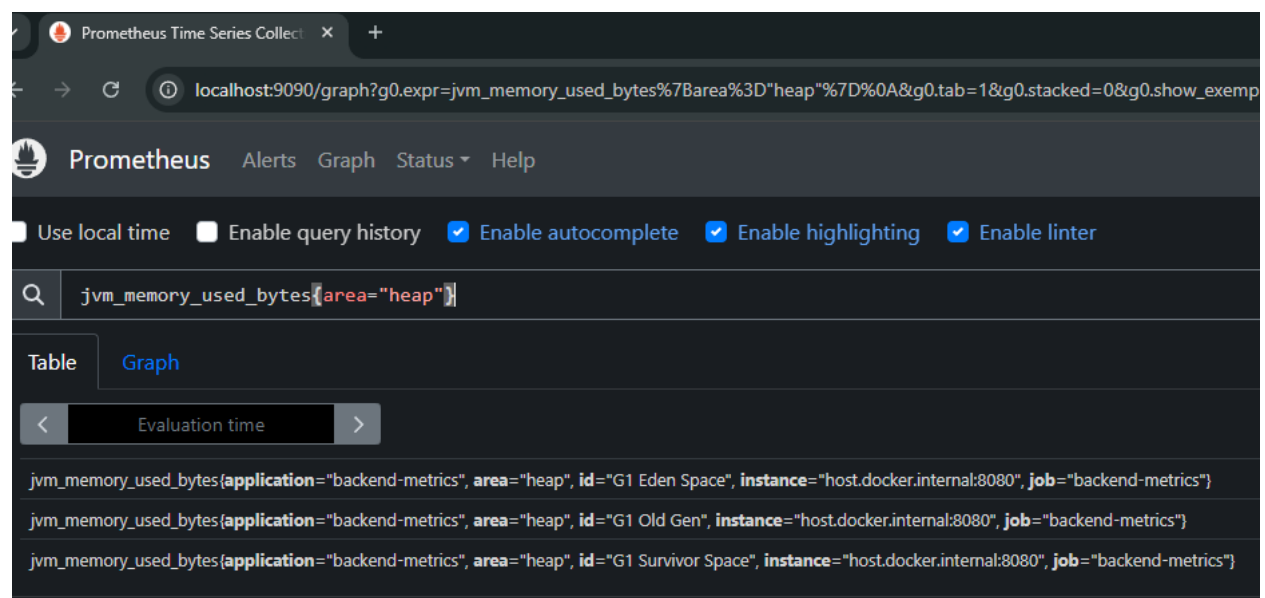 Prometheus Time Series Collect
localhost:9090/graph?g0.expr=jvm_memory_used_bytes%7Barea%3D"heap"%7D%0A&g0.tab=1&g0.stacked=0&g0.show_exemp
Prometheus Alerts Graph Status Help
Use local time Enable query history Enable autocomplete Enable highlighting Enable linter
jvm_memory_used_bytes{area="heap"}
Table Graph
Evaluation time
jvm_memory_used_bytes{application="backend-metrics", area="heap", id="G1 Eden Space", instance="host.docker.internal:8080", job="backend-metrics"}
jvm_memory_used_bytes{application="backend-metrics", area="heap", id="G1 Old Gen", instance="host.docker.internal:8080", job="backend-metrics"}
jvm_memory_used_bytes{application="backend-metrics", area="heap", id="G1 Survivor Space", instance="host.docker.internal:8080", job="backend-metrics"}